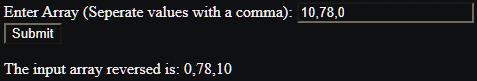 Enter Array (Seperate values with a comma): 10,78,0
Submit
The input array reversed is: 0,78,10